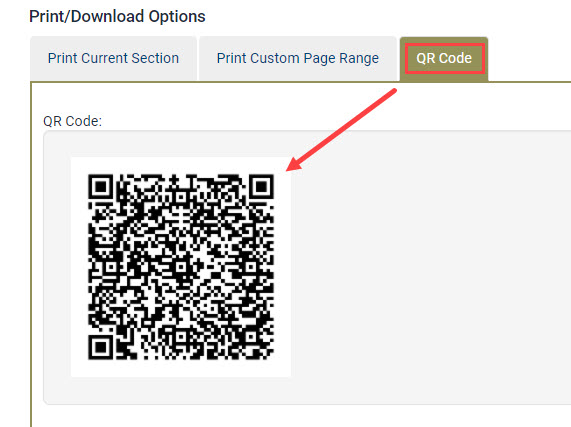 Print/Download Options
Print Current Section
Print Custom Page Range
QR Code
QR Code: